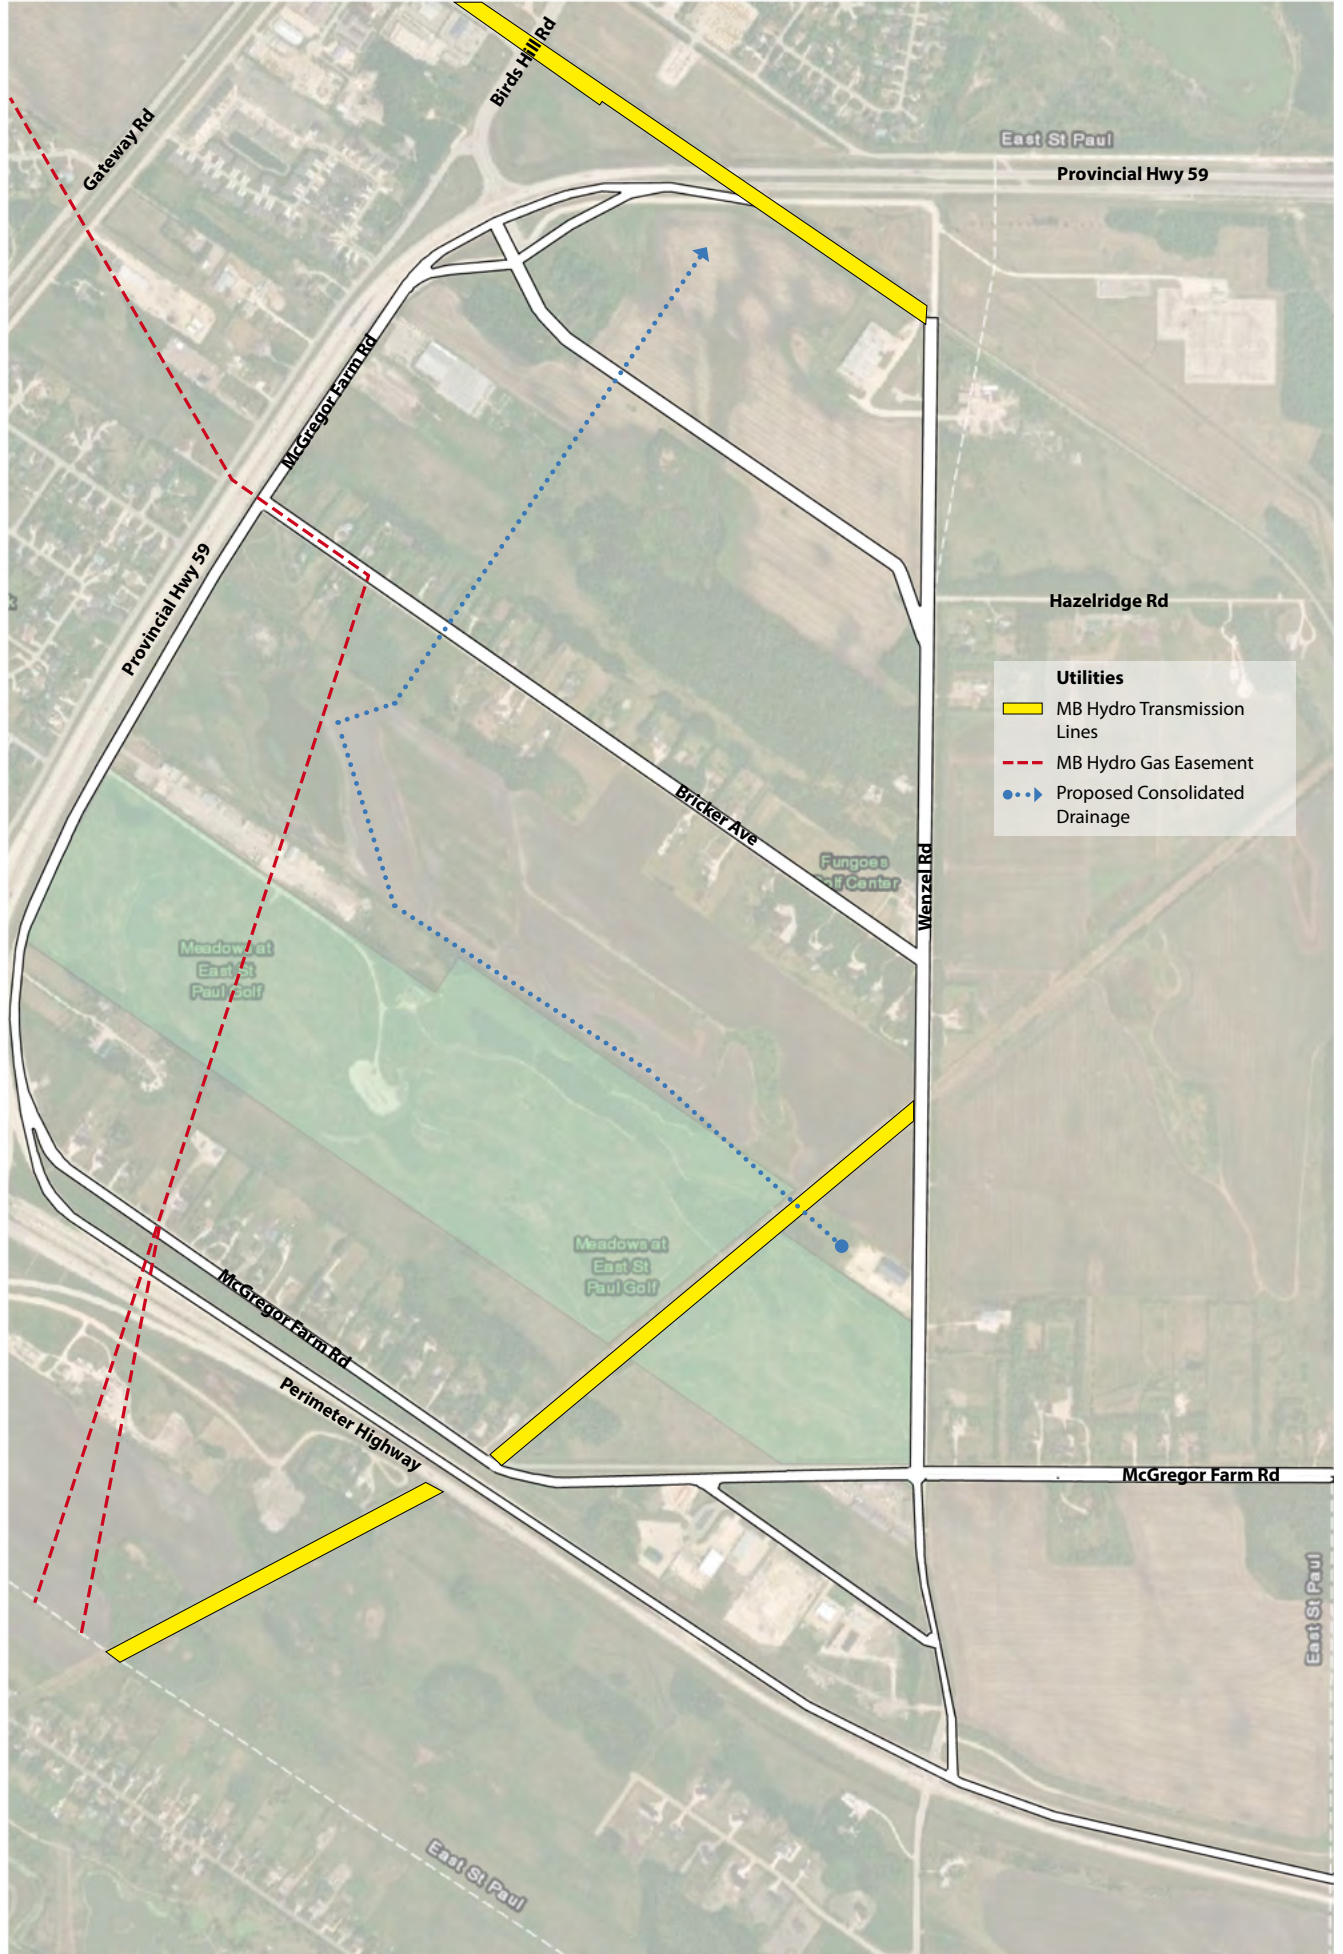 Birds Hill Rd
Gateway Rd
East St Paul
Provincial Hwy 59
McGregor Farm Rd
Provincial Hwy 59
Hazelridge Rd
Utilities
MB Hydro Transmission
Lines
MB Hydro Gas Easement
Proposed Consolidated
Drainage
Bricker Ave
Fungoes
Golf Center
Wenzel Rd
Meadows at
East St
Paul Golf
Meadows at
East St
Paul Golf
McGregor Farm Rd
Perimeter Highway
McGregor Farm Rd
East St Paul
East St Paul